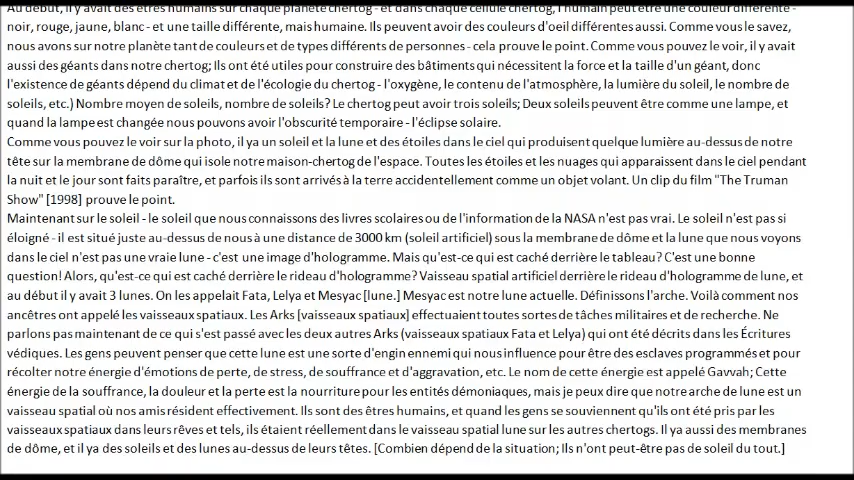 Au début, il y avait des êtres humains sur chaque planète chertog - et dans chaque cellule chertog, l'humain peut être une couleur différente -
noir, rouge, jaune, blanc - et une taille différente, mais humaine. Ils peuvent avoir des couleurs d'oeil différentes aussi. Comme vous le savez,
nous avons sur notre planète tant de couleurs et de types différents de personnes - cela prouve le point. Comme vous pouvez le voir, il y avait
aussi des géants dans notre chertog; Ils ont été utiles pour construire des bâtiments qui nécessitent la force et la taille d'un géant, donc
l'existence de géants dépend du climat et de l'écologie du chertog - l'oxygène, le contenu de l'atmosphère, la lumière du soleil, le nombre de
soleils, etc.) Nombre moyen de soleils, nombre de soleils? Le chertog peut avoir trois soleils; Deux soleils peuvent être comme une lampe, et
quand la lampe est changée nous pouvons avoir l'obscurité temporaire - l'éclipse solaire.
Comme vous pouvez le voir sur la photo, il ya un soleil et la lune et des étoiles dans le ciel qui produisent quelque lumière au-dessus de notre
tête sur la membrane de dôme qui isole notre maison-chertog de l'espace. Toutes les étoiles et les nuages qui apparaissent dans le ciel pendant
la nuit et le jour sont faits paraître, et parfois ils sont arrivés à la terre accidentellement comme un objet volant. Un clip du film "The Truman
Show" [1998] prouve le point.
Maintenant sur le soleil - le soleil que nous connaissons des livres scolaires ou de l'information de la NASA n'est pas vrai. Le soleil n'est pas si
éloigné - il est situé juste au-dessus de nous à une distance de 3000 km (soleil artificiel) sous la membrane de dôme et la lune que nous voyons
dans le ciel n'est pas une vraie lune - c'est une image d'hologramme. Mais qu'est-ce qui est caché derrière le tableau? C'est une bonne
question! Alors, qu'est-ce qui est caché derrière le rideau d'hologramme? Vaisseau spatial artificiel derrière le rideau d'hologramme de lune, et
au début il y avait 3 lunes. On les appelait Fata, Lelya et Mesyac [lune.] Mesyac est notre lune actuelle. Définissons l'arche. Voilà comment nos
ancêtres ont appelé les vaisseaux spatiaux. Les Arks [vaisseaux spatiaux] effectuaient toutes sortes de tâches militaires et de recherche. Ne
parlons pas maintenant de ce qui s'est passé avec les deux autres Arks (vaisseaux spatiaux Fata et Lelya) qui ont été décrits dans les Écritures
védiques. Les gens peuvent penser que cette lune est une sorte d'engin ennemi qui nous influence pour être des esclaves programmés et pour
récolter notre énergie d'émotions de perte, de stress, de souffrance et d'aggravation, etc. Le nom de cette énergie est appelé Gavvah; Cette
énergie de la souffrance, la douleur et la perte est la nourriture pour les entités démoniaques, mais je peux dire que notre arche de lune est un
vaisseau spatial où nos amis résident effectivement. Ils sont des êtres humains, et quand les gens se souviennent qu'ils ont été pris par les
vaisseaux spatiaux dans leurs rêves et tels, ils étaient réellement dans le vaisseau spatial lune sur les autres chertogs. Il ya aussi des membranes
de dôme, et il ya des soleils et des lunes au-dessus de leurs têtes. [Combien dépend de la situation; Ils n'ont peut-être pas de soleil du tout.]